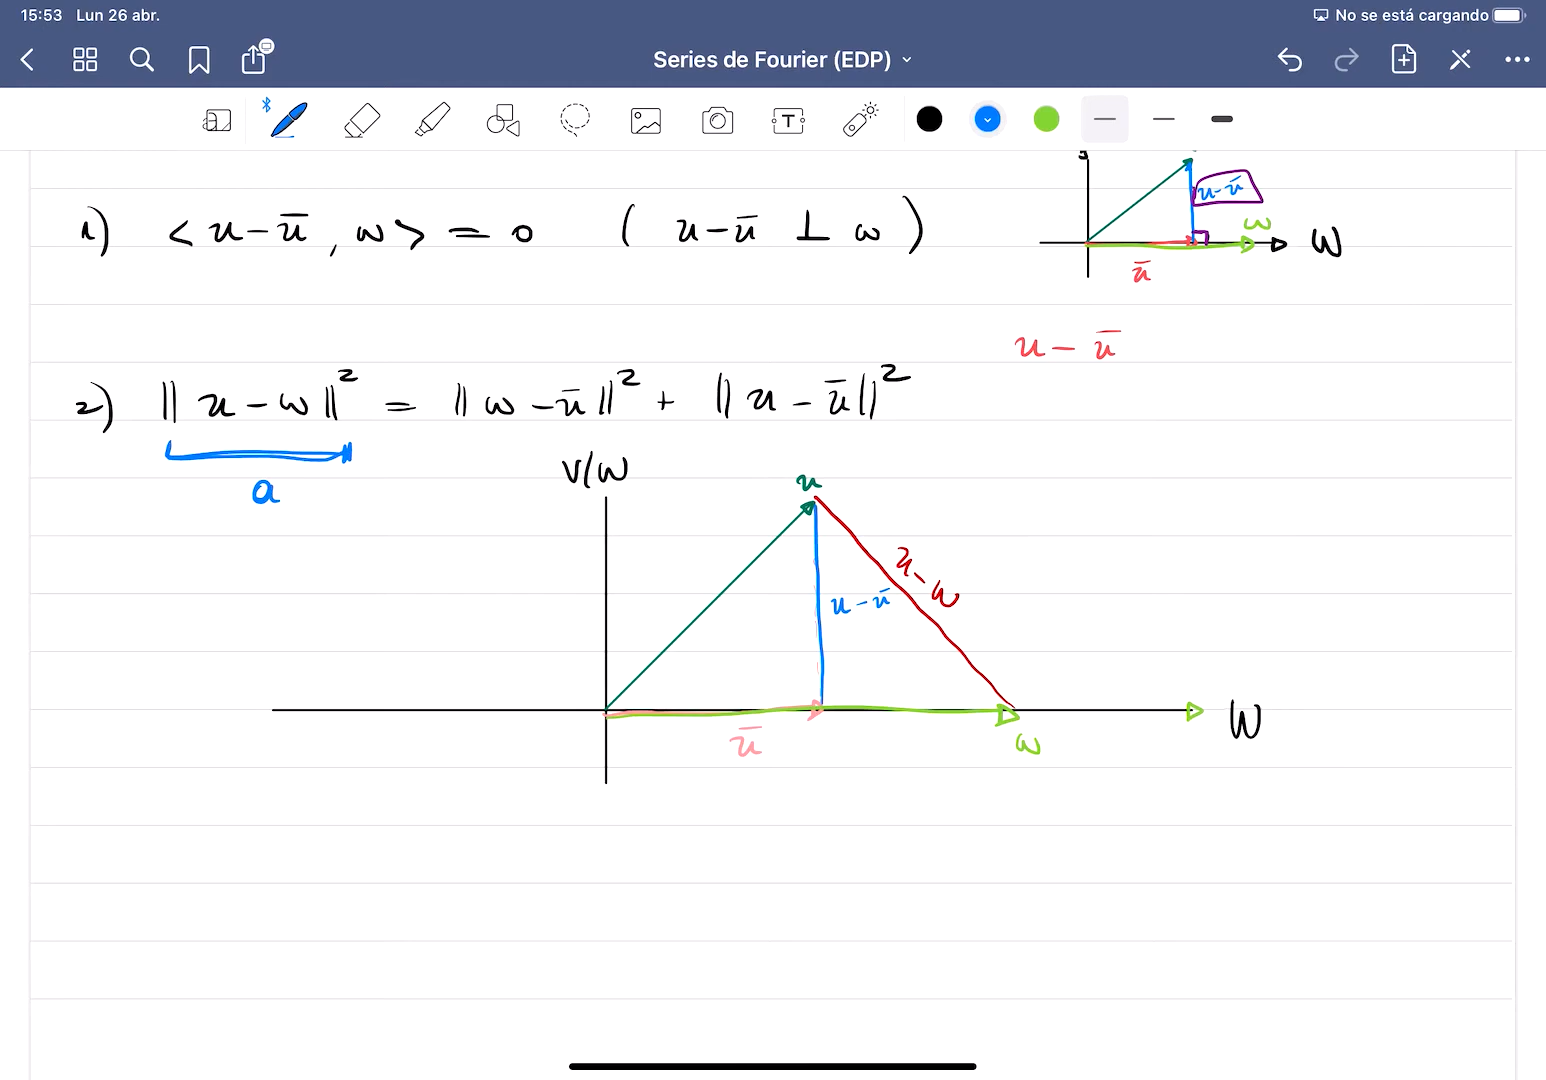 15:53 Lun 26 abr. No se está cargando
Series de Fourier (EDP)
T
1) < u - ū , w > = 0 ( u - ū ⊥ w )
u - ū
w
W
ū
u - ū
2) || u - w ||² = || w - ū ||² + || u - ū ||²
a
V/W
u
u - w
u - ū
W
ū
w